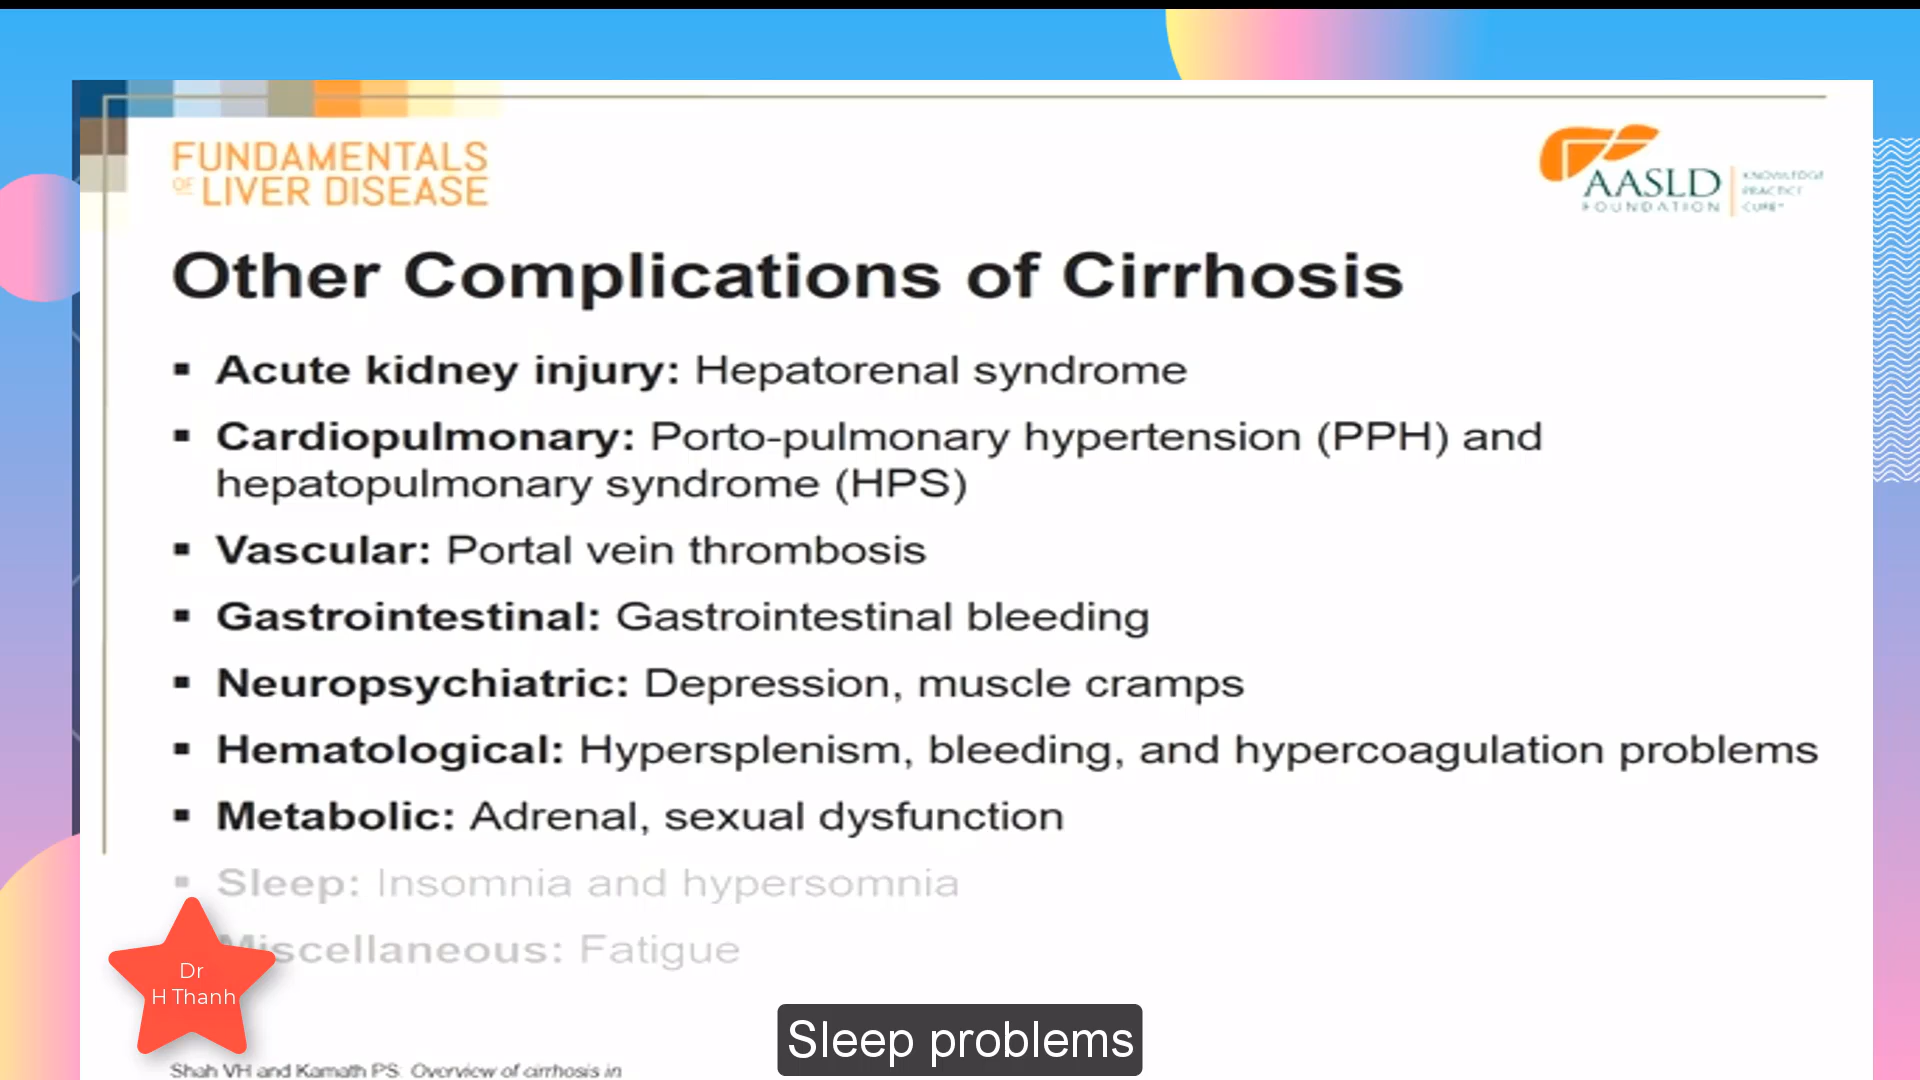 FUNDAMENTALS
OF LIVER DISEASE
AASLD
FOUNDATION
KNOWLEDGE
PRACTICE
CURE*
Other Complications of Cirrhosis
▪ Acute kidney injury: Hepatorenal syndrome
▪ Cardiopulmonary: Porto-pulmonary hypertension (PPH) and
hepatopulmonary syndrome (HPS)
▪ Vascular: Portal vein thrombosis
▪ Gastrointestinal: Gastrointestinal bleeding
▪ Neuropsychiatric: Depression, muscle cramps
▪ Hematological: Hypersplenism, bleeding, and hypercoagulation problems
▪ Metabolic: Adrenal, sexual dysfunction
▪ Sleep: Insomnia and hypersomnia
Miscellaneous: Fatigue
Dr
H Thanh
Sleep problems
Shah VH and Kamath PS. Overview of cirrhosis in